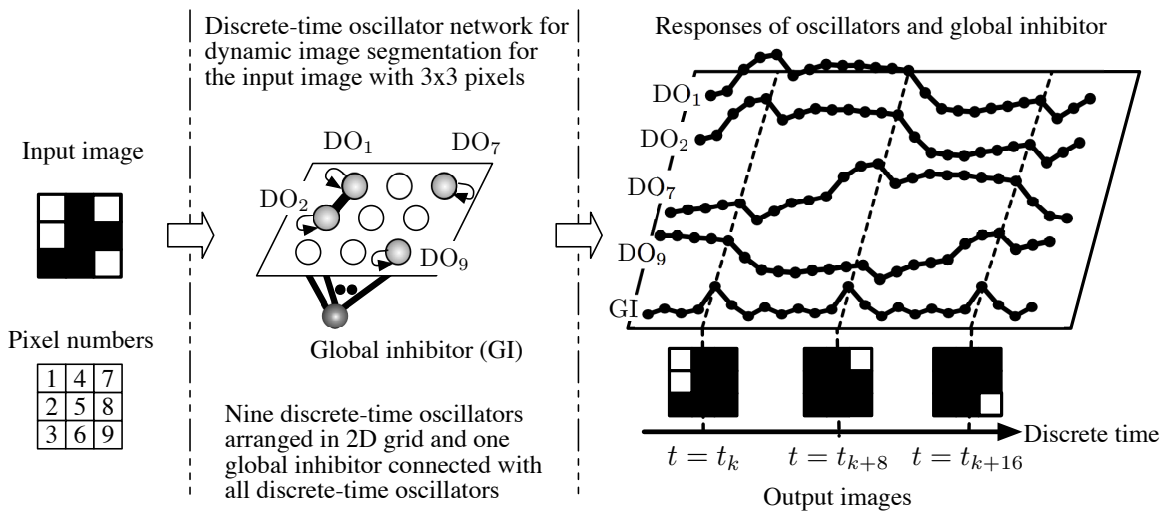 Input image
Pixel numbers
1 4 7
2 5 8
3 6 9
Discrete-time oscillator network for
dynamic image segmentation for
the input image with 3x3 pixels
DO1
DO7
DO2
DO9
Global inhibitor (GI)
Nine discrete-time oscillators
arranged in 2D grid and one
global inhibitor connected with
all discrete-time oscillators
Responses of oscillators and global inhibitor
DO1
DO2
DO7
DO9
GI
Discrete time
t = tk
t = tk+8
t = tk+16
Output images